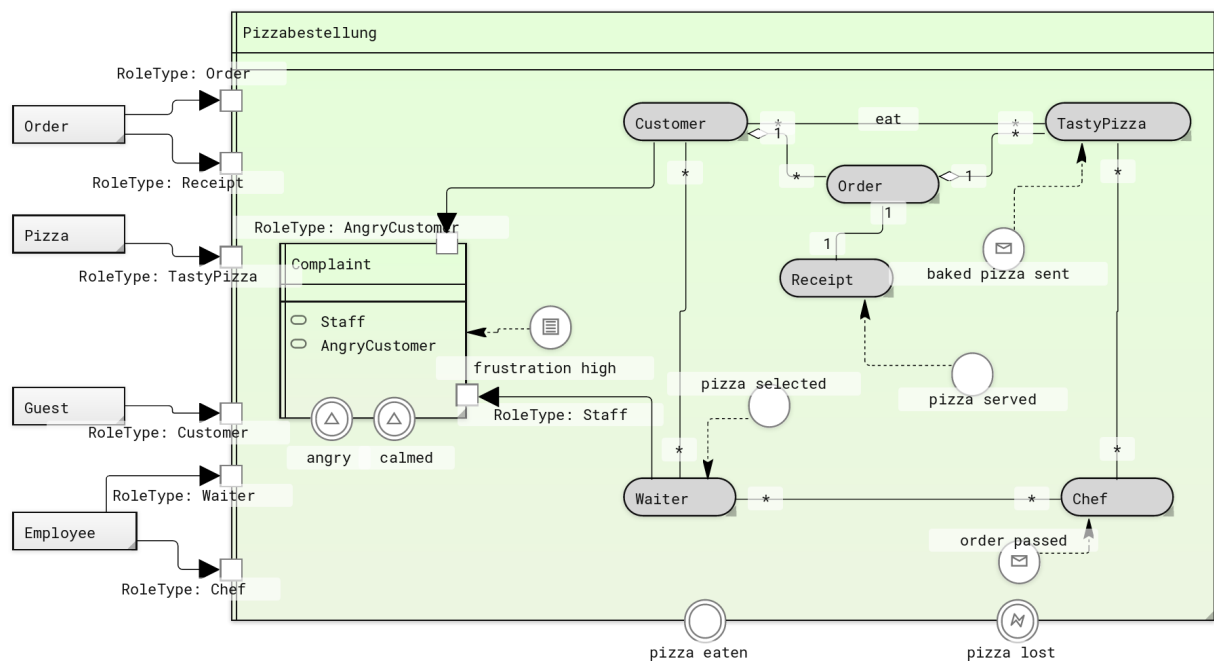 Pizzabestellung
RoleType: Order
Order
RoleType: Receipt
Pizza
RoleType: TastyPizza
Guest
RoleType: Customer
RoleType: Waiter
Employee
RoleType: Chef
RoleType: AngryCustomer
Complaint
Staff
AngryCustomer
angry
calmed
frustration high
RoleType: Staff
Customer
*
eat
*
TastyPizza
1
*
*
Order
1
*
*
1
1
Receipt
baked pizza sent
pizza selected
pizza served
*
*
Waiter
*
*
Chef
order passed
pizza eaten
pizza lost